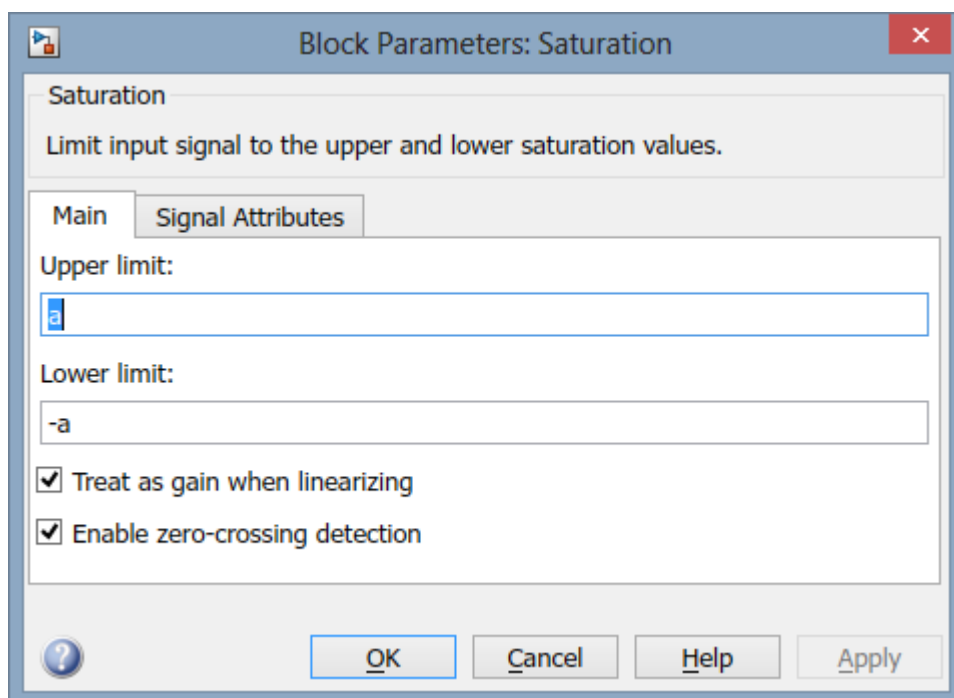 Block Parameters: Saturation
Saturation
Limit input signal to the upper and lower saturation values.
Main
Signal Attributes
Upper limit:
a
Lower limit:
-a
Treat as gain when linearizing
Enable zero-crossing detection
?
OK
Cancel
Help
Apply